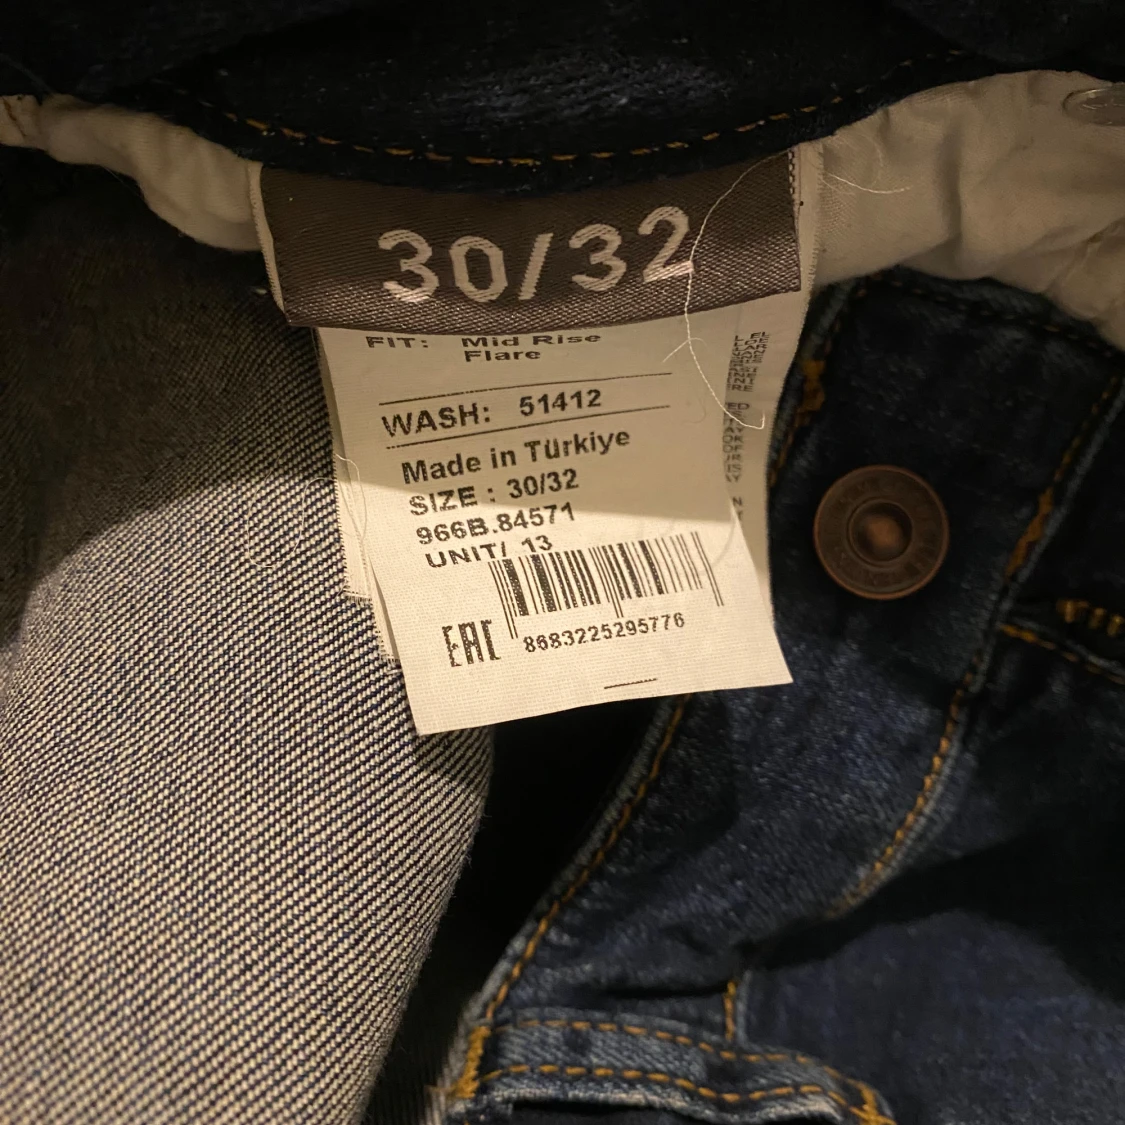 30/32
FIT: Mid Rise
Flare
WASH: 51412
Made in Türkiye
SIZE : 30/32
966B.84571
UNIT/ 13
EAC
8683225295776